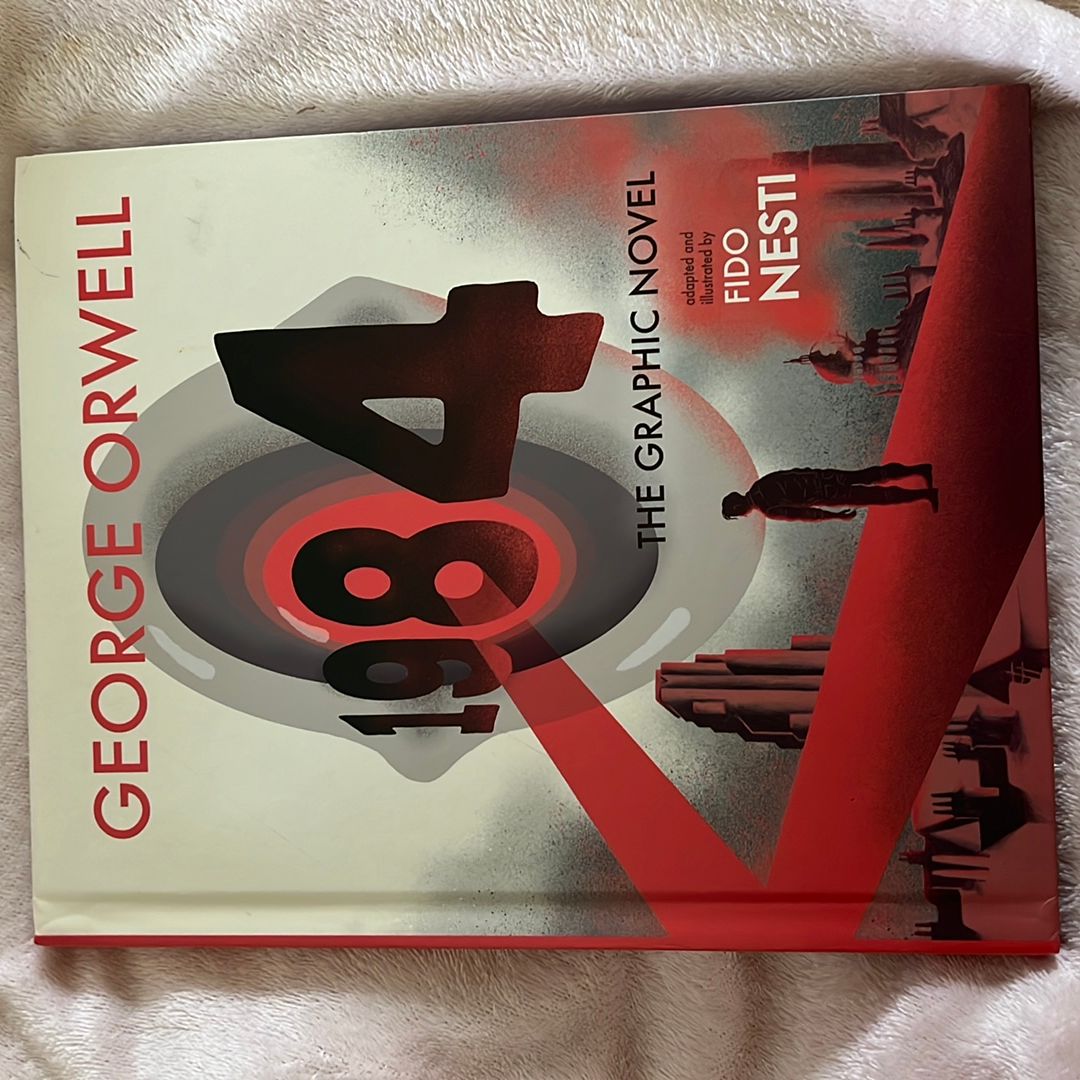 GEORGE ORWELL
1984
THE GRAPHIC NOVEL
adapted and
illustrated by
FIDO
NESTI